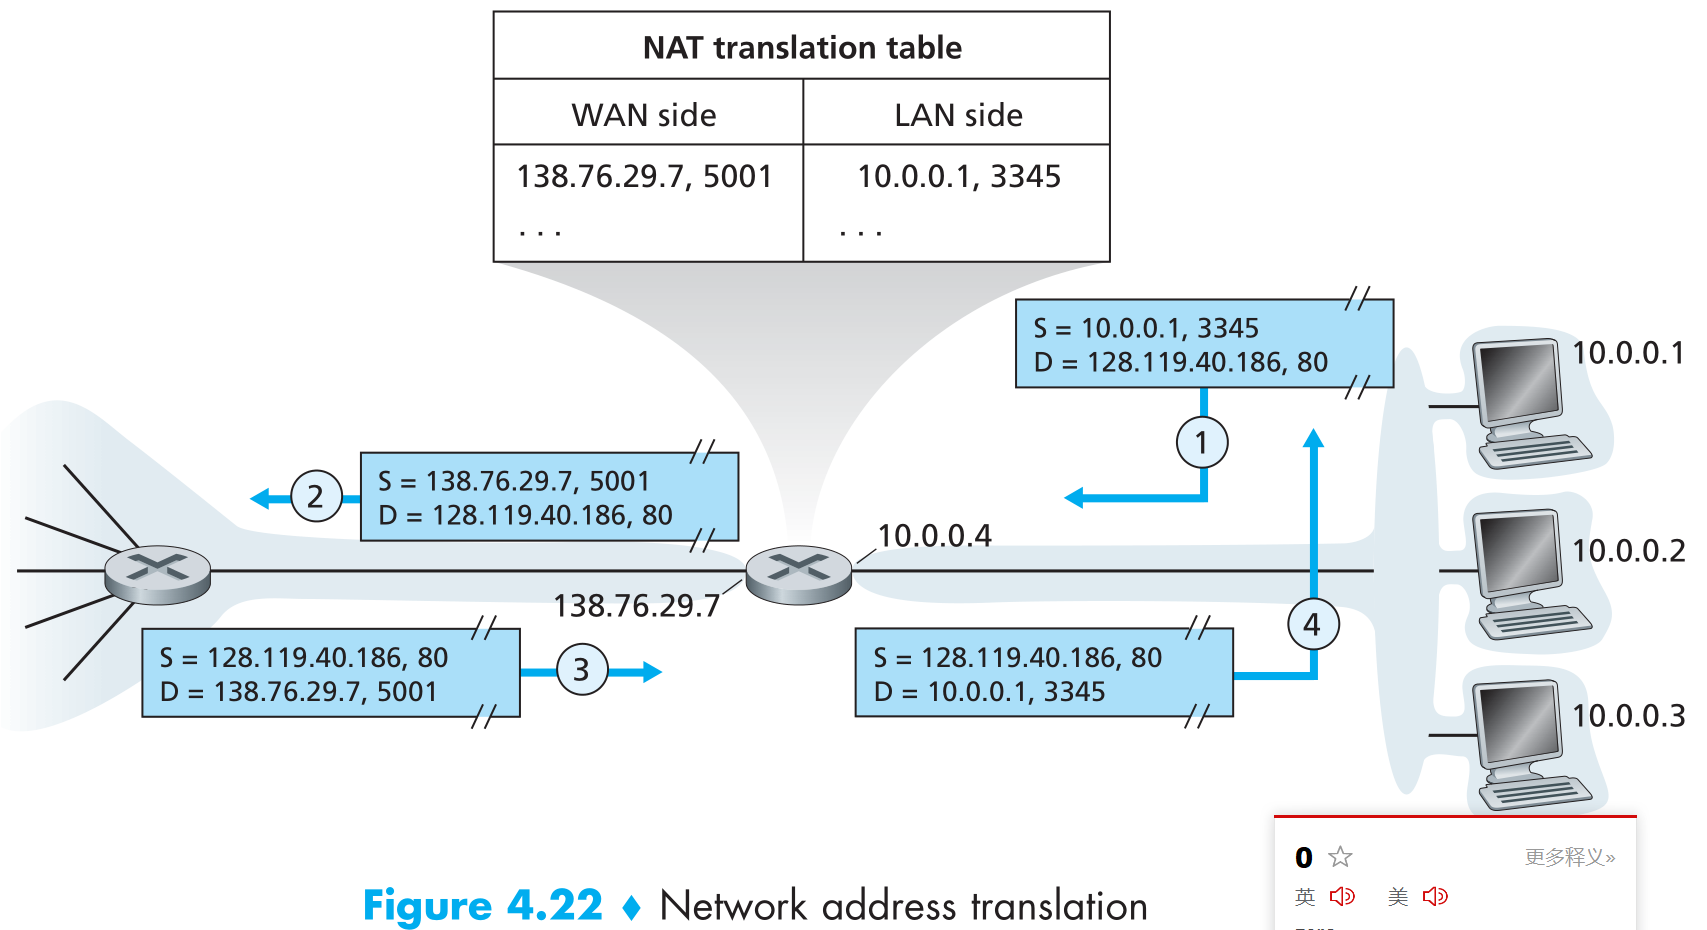 NAT translation table
WAN side LAN side
138.76.29.7, 5001 10.0.0.1, 3345
. . . . . .
S = 10.0.0.1, 3345
D = 128.119.40.186, 80
10.0.0.1
1
S = 138.76.29.7, 5001
D = 128.119.40.186, 80
2
10.0.0.4
10.0.0.2
138.76.29.7
S = 128.119.40.186, 80
D = 138.76.29.7, 5001
3
S = 128.119.40.186, 80
D = 10.0.0.1, 3345
4
10.0.0.3
Figure 4.22 ♦ Network address translation
0 ☆ 更多释义»
英 美